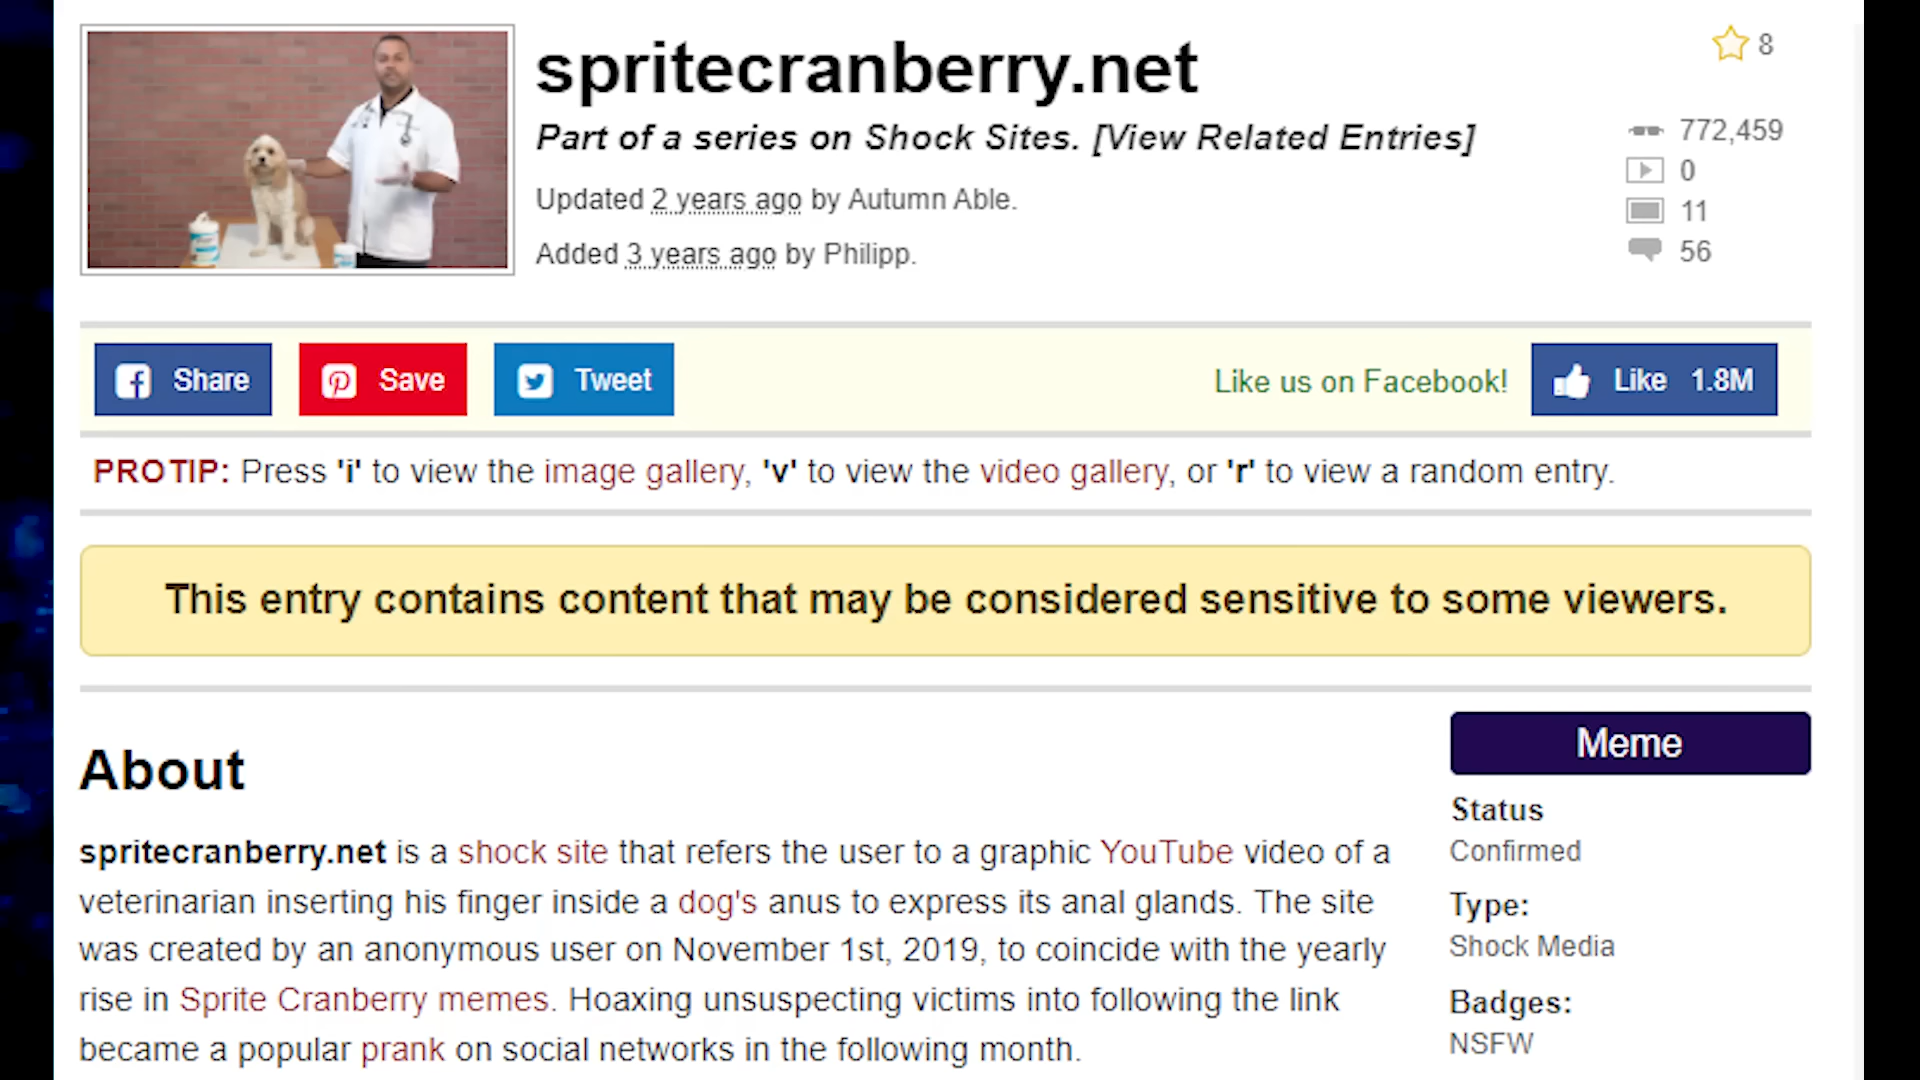 spritecranberry.net
Part of a series on Shock Sites. [View Related Entries]
Updated 2 years ago by Autumn Able.
Added 3 years ago by Philipp.
8
772,459
0
11
56
Share
Save
Tweet
Like us on Facebook!
Like 1.8M
PROTIP: Press 'i' to view the image gallery, 'v' to view the video gallery, or 'r' to view a random entry.
This entry contains content that may be considered sensitive to some viewers.
About
spritecranberry.net is a shock site that refers the user to a graphic YouTube video of a
veterinarian inserting his finger inside a dog's anus to express its anal glands. The site
was created by an anonymous user on November 1st, 2019, to coincide with the yearly
rise in Sprite Cranberry memes. Hoaxing unsuspecting victims into following the link
became a popular prank on social networks in the following month.
Meme
Status
Confirmed
Type:
Shock Media
Badges:
NSFW